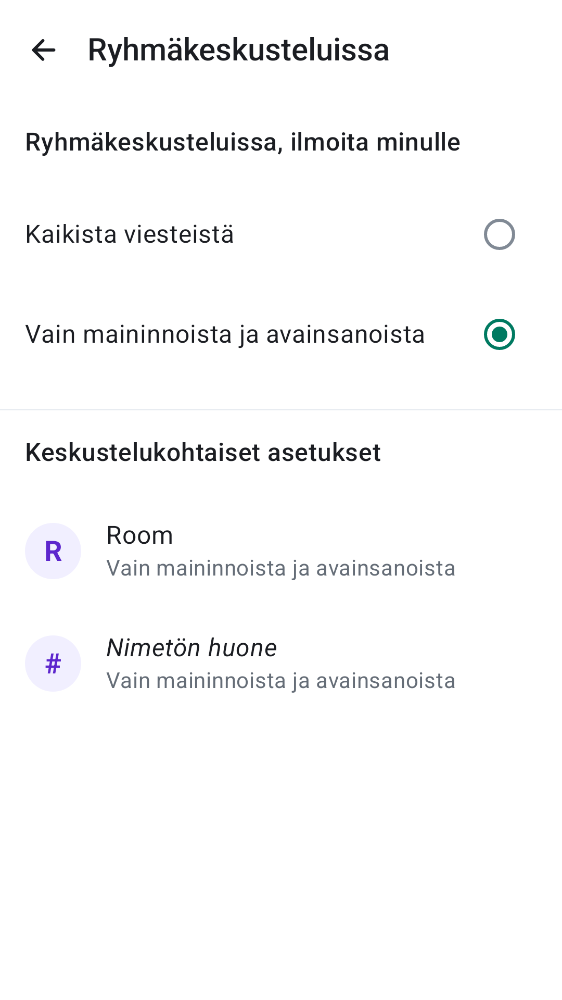 Ryhmäkeskusteluissa
Ryhmäkeskusteluissa, ilmoita minulle
Kaikista viesteistä
Vain maininnoista ja avainsanoista
Keskustelukohtaiset asetukset
R
Room
Vain maininnoista ja avainsanoista
#
Nimetön huone
Vain maininnoista ja avainsanoista